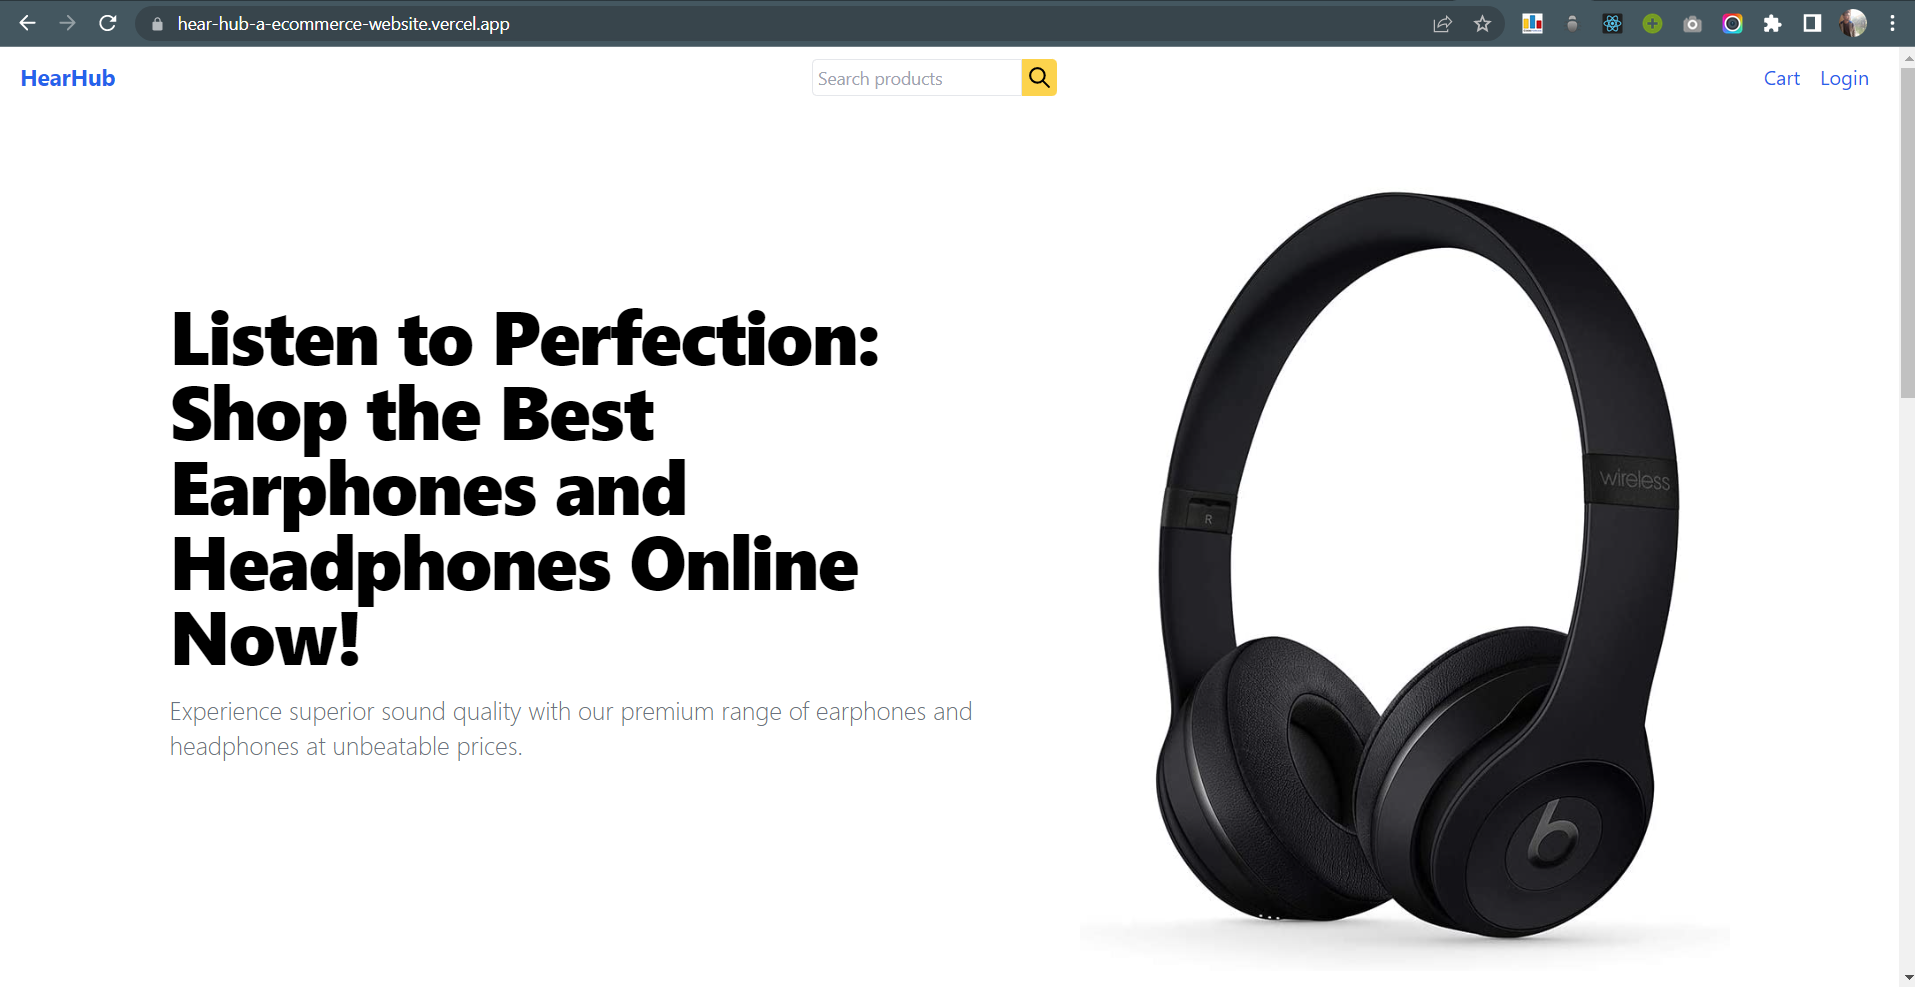 hear-hub-a-ecommerce-website.vercel.app
HearHub
Search products
Cart Login
Listen to Perfection:
Shop the Best
Earphones and
Headphones Online
Now!
Experience superior sound quality with our premium range of earphones and
headphones at unbeatable prices.
wireless
R
b